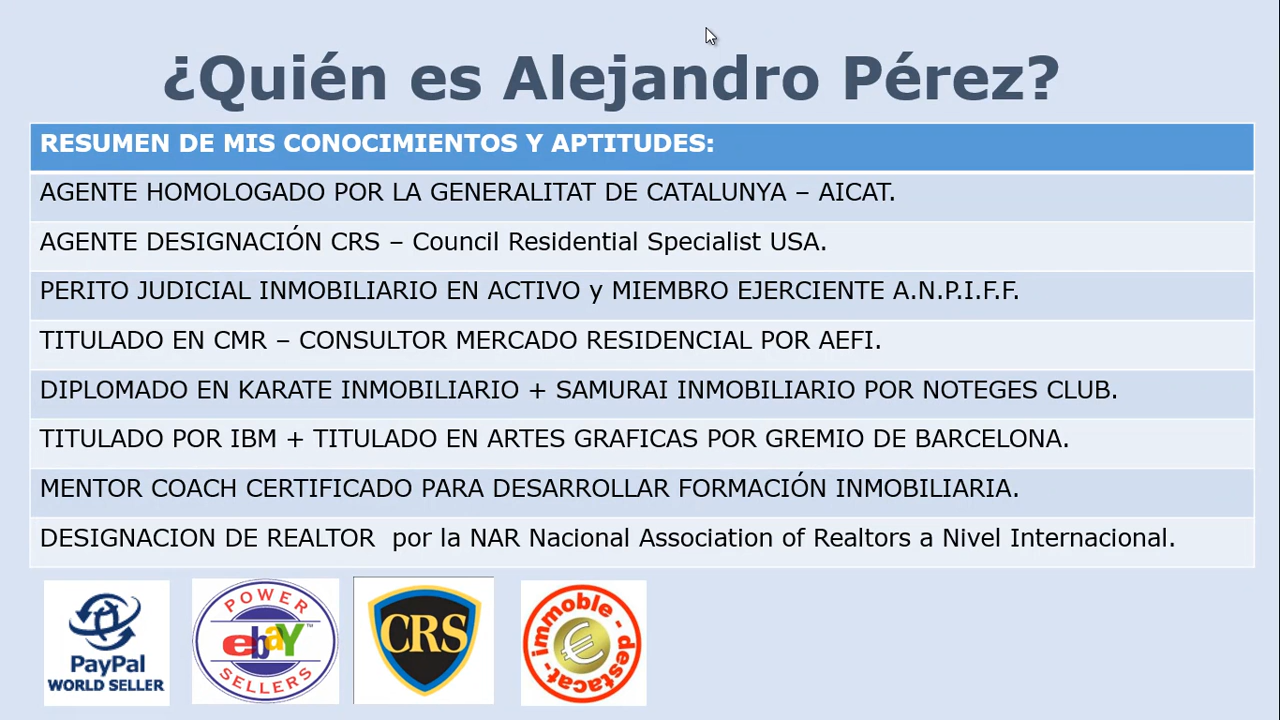 ¿Quién es Alejandro Pérez?
RESUMEN DE MIS CONOCIMIENTOS Y APTITUDES:
AGENTE HOMOLOGADO POR LA GENERALITAT DE CATALUNYA – AICAT.
AGENTE DESIGNACIÓN CRS – Council Residential Specialist USA.
PERITO JUDICIAL INMOBILIARIO EN ACTIVO y MIEMBRO EJERCIENTE A.N.P.I.F.F.
TITULADO EN CMR – CONSULTOR MERCADO RESIDENCIAL POR AEFI.
DIPLOMADO EN KARATE INMOBILIARIO + SAMURAI INMOBILIARIO POR NOTEGES CLUB.
TITULADO POR IBM + TITULADO EN ARTES GRAFICAS POR GREMIO DE BARCELONA.
MENTOR COACH CERTIFICADO PARA DESARROLLAR FORMACIÓN INMOBILIARIA.
DESIGNACION DE REALTOR  por la NAR Nacional Association of Realtors a Nivel Internacional.
PayPal
WORLD SELLER
POWER
ebaY™
SELLERS
CRS
immoble - destacat-
€